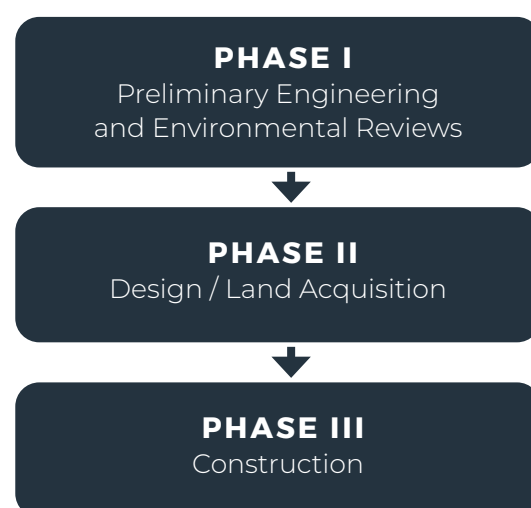 PHASE I
Preliminary Engineering
and Environmental Reviews
PHASE II
Design / Land Acquisition
PHASE III
Construction